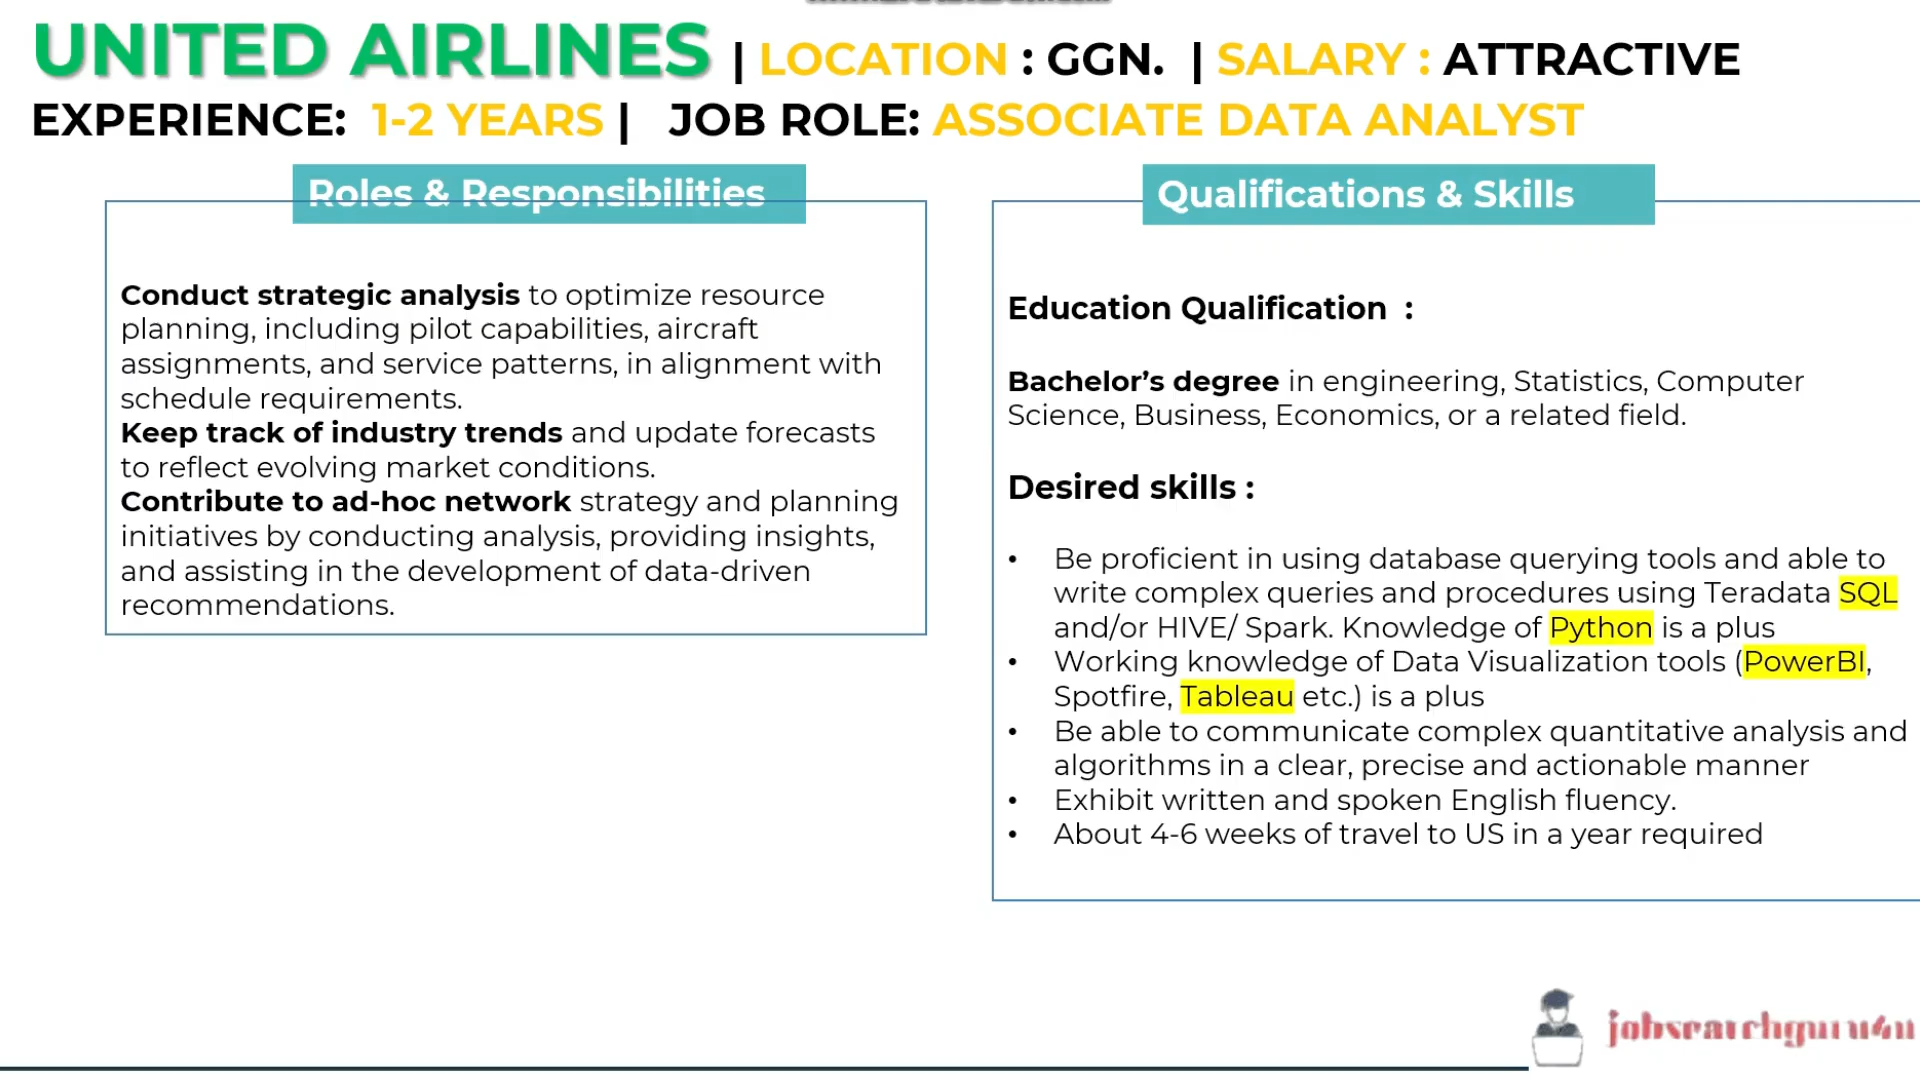 UNITED AIRLINES | LOCATION : GGN. | SALARY : ATTRACTIVE
EXPERIENCE: 1-2 YEARS | JOB ROLE: ASSOCIATE DATA ANALYST
Roles & Responsibilities
Conduct strategic analysis to optimize resource
planning, including pilot capabilities, aircraft
assignments, and service patterns, in alignment with
schedule requirements.
Keep track of industry trends and update forecasts
to reflect evolving market conditions.
Contribute to ad-hoc network strategy and planning
initiatives by conducting analysis, providing insights,
and assisting in the development of data-driven
recommendations.
Qualifications & Skills
Education Qualification :
Bachelor’s degree in engineering, Statistics, Computer
Science, Business, Economics, or a related field.
Desired skills :
• Be proficient in using database querying tools and able to
write complex queries and procedures using Teradata SQL
and/or HIVE/ Spark. Knowledge of Python is a plus
• Working knowledge of Data Visualization tools (PowerBI,
Spotfire, Tableau etc.) is a plus
• Be able to communicate complex quantitative analysis and
algorithms in a clear, precise and actionable manner
• Exhibit written and spoken English fluency.
• About 4-6 weeks of travel to US in a year required
jobsearchguru4u